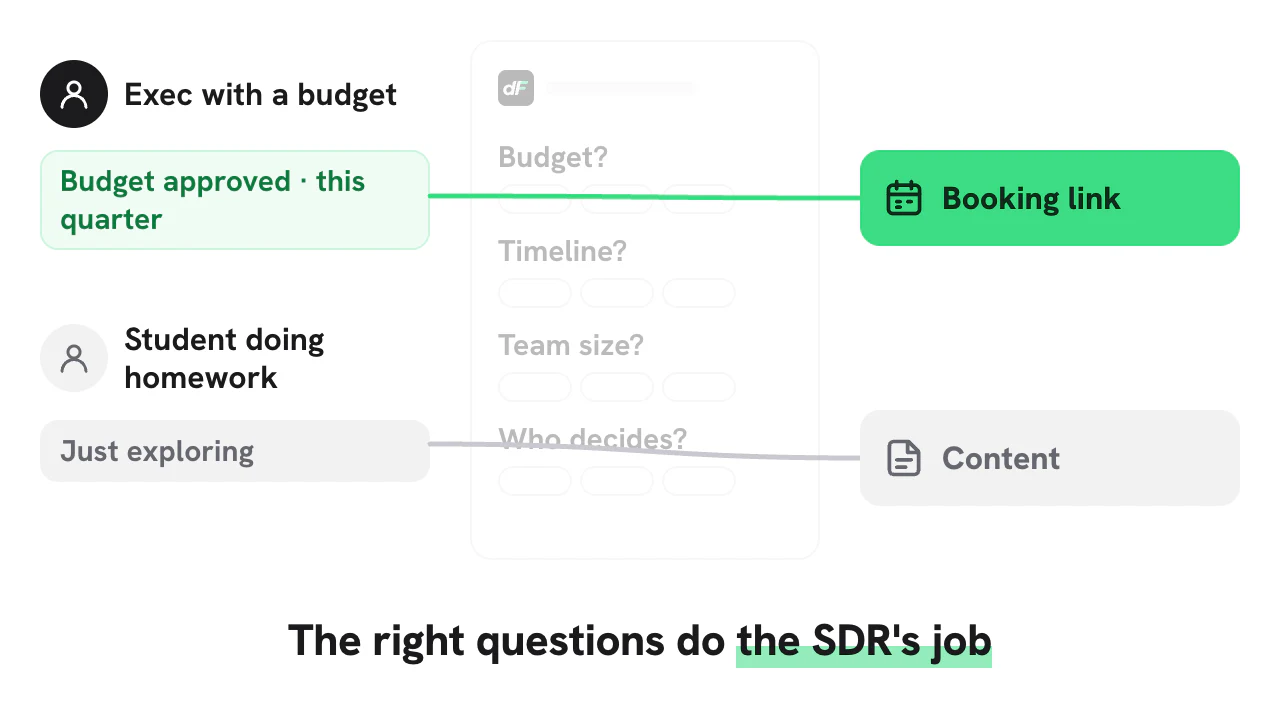 Exec with a budget
Budget approved · this
quarter
Student doing
homework
Just exploring
dF
Budget?
Timeline?
Team size?
Who decides?
Booking link
Content
The right questions do the SDR's job